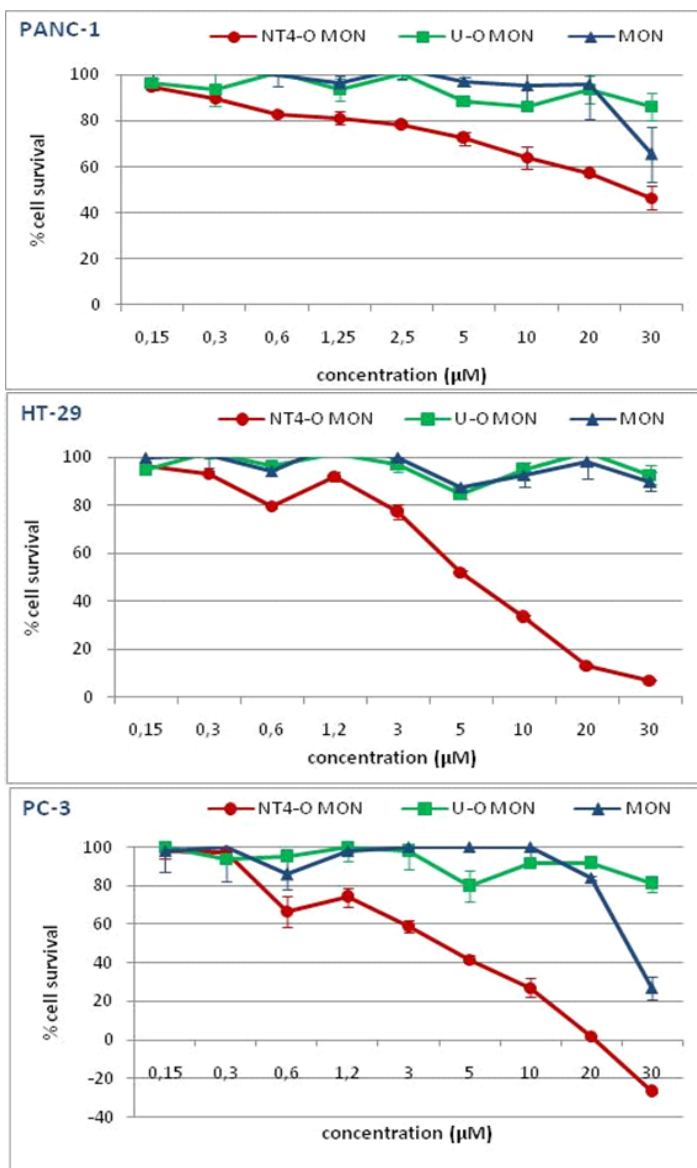 PANC-1
NT4-O MON U-O MON MON
100
80
60
40
20
0
% cell survival
0,15 0,3 0,6 1,25 2,5 5 10 20 30
concentration (µM)
HT-29
NT4-O MON U-O MON MON
100
80
60
40
20
0
% cell survival
0,15 0,3 0,6 1,2 3 5 10 20 30
concentration (µM)
PC-3
NT4-O MON U-O MON MON
100
80
60
40
20
0
-20
-40
% cell survival
0,15 0,3 0,6 1,2 3 5 10 20 30
concentration (µM)